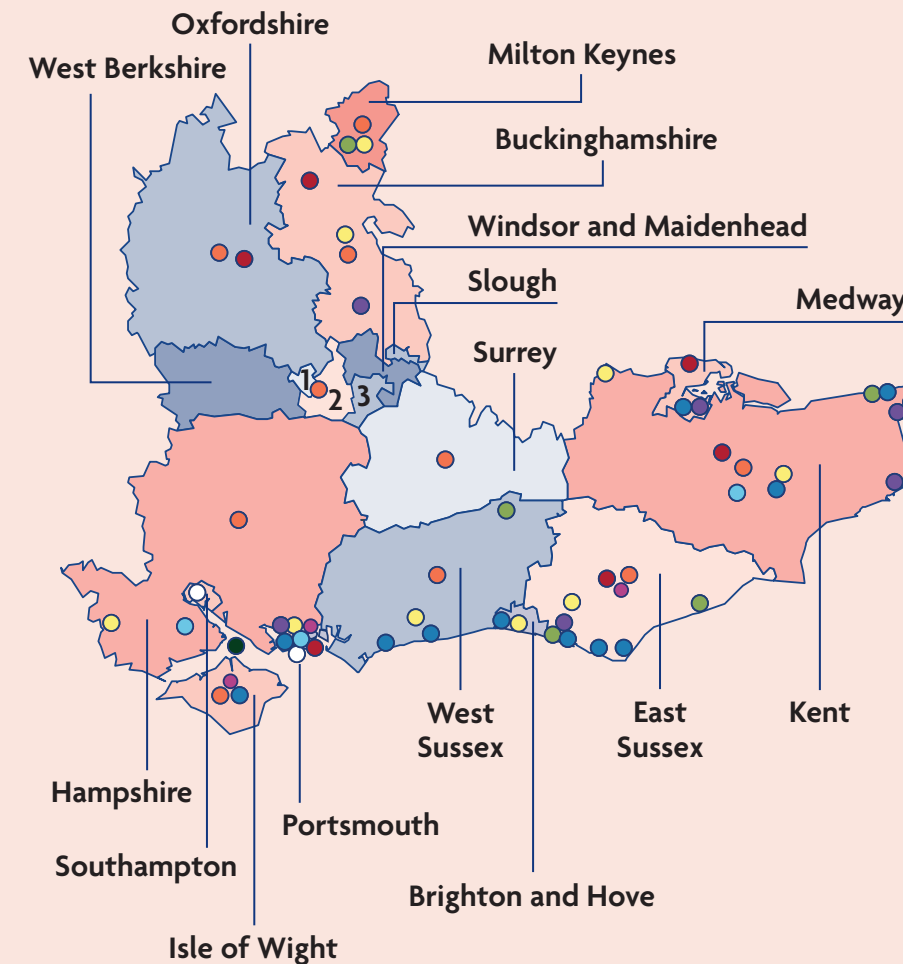 Oxfordshire
West Berkshire
Milton Keynes
Buckinghamshire
Windsor and Maidenhead
Slough
Medway
Surrey
1
2
3
West
Sussex
East
Sussex
Kent
Hampshire
Portsmouth
Southampton
Brighton and Hove
Isle of Wight